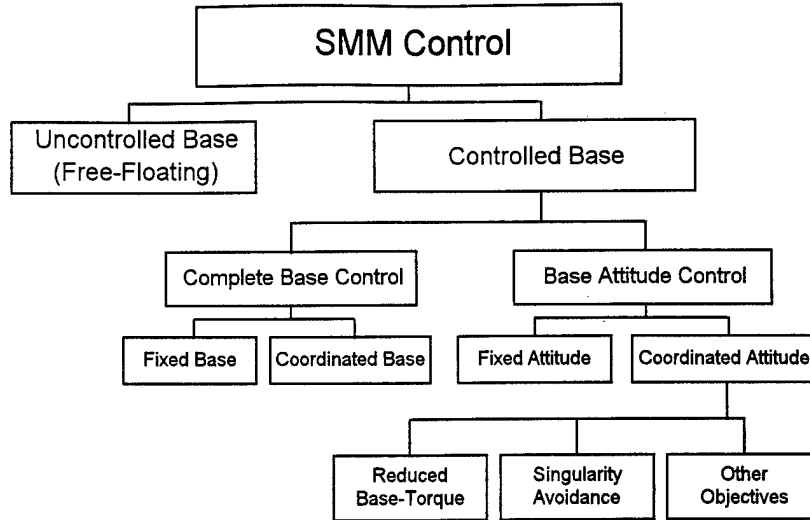 SMM Control
Uncontrolled Base
(Free-Floating)
Controlled Base
Complete Base Control
Base Attitude Control
Fixed Base
Coordinated Base
Fixed Attitude
Coordinated Attitude
Reduced
Base-Torque
Singularity
Avoidance
Other
Objectives